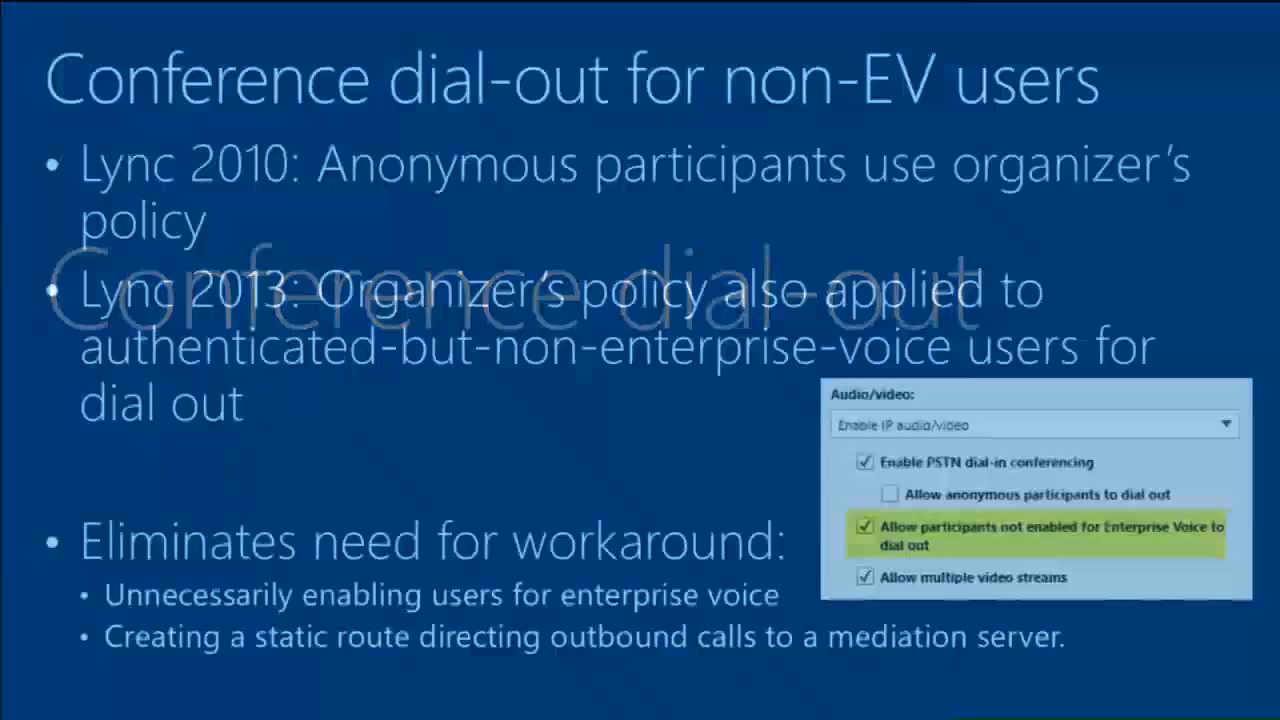 Conference dial-out for non-EV users
• Lync 2010: Anonymous participants use organizer's
policy
Conference dial-out
• Lync 2013: Organizer's policy also applied to
authenticated-but-non-enterprise-voice users for
dial out
Audio/video:
Enable IP audio/video
Enable PSTN dial-in conferencing
Allow anonymous participants to dial out
Allow participants not enabled for Enterprise Voice to
dial out
Allow multiple video streams
• Eliminates need for workaround:
• Unnecessarily enabling users for enterprise voice
• Creating a static route directing outbound calls to a mediation server.